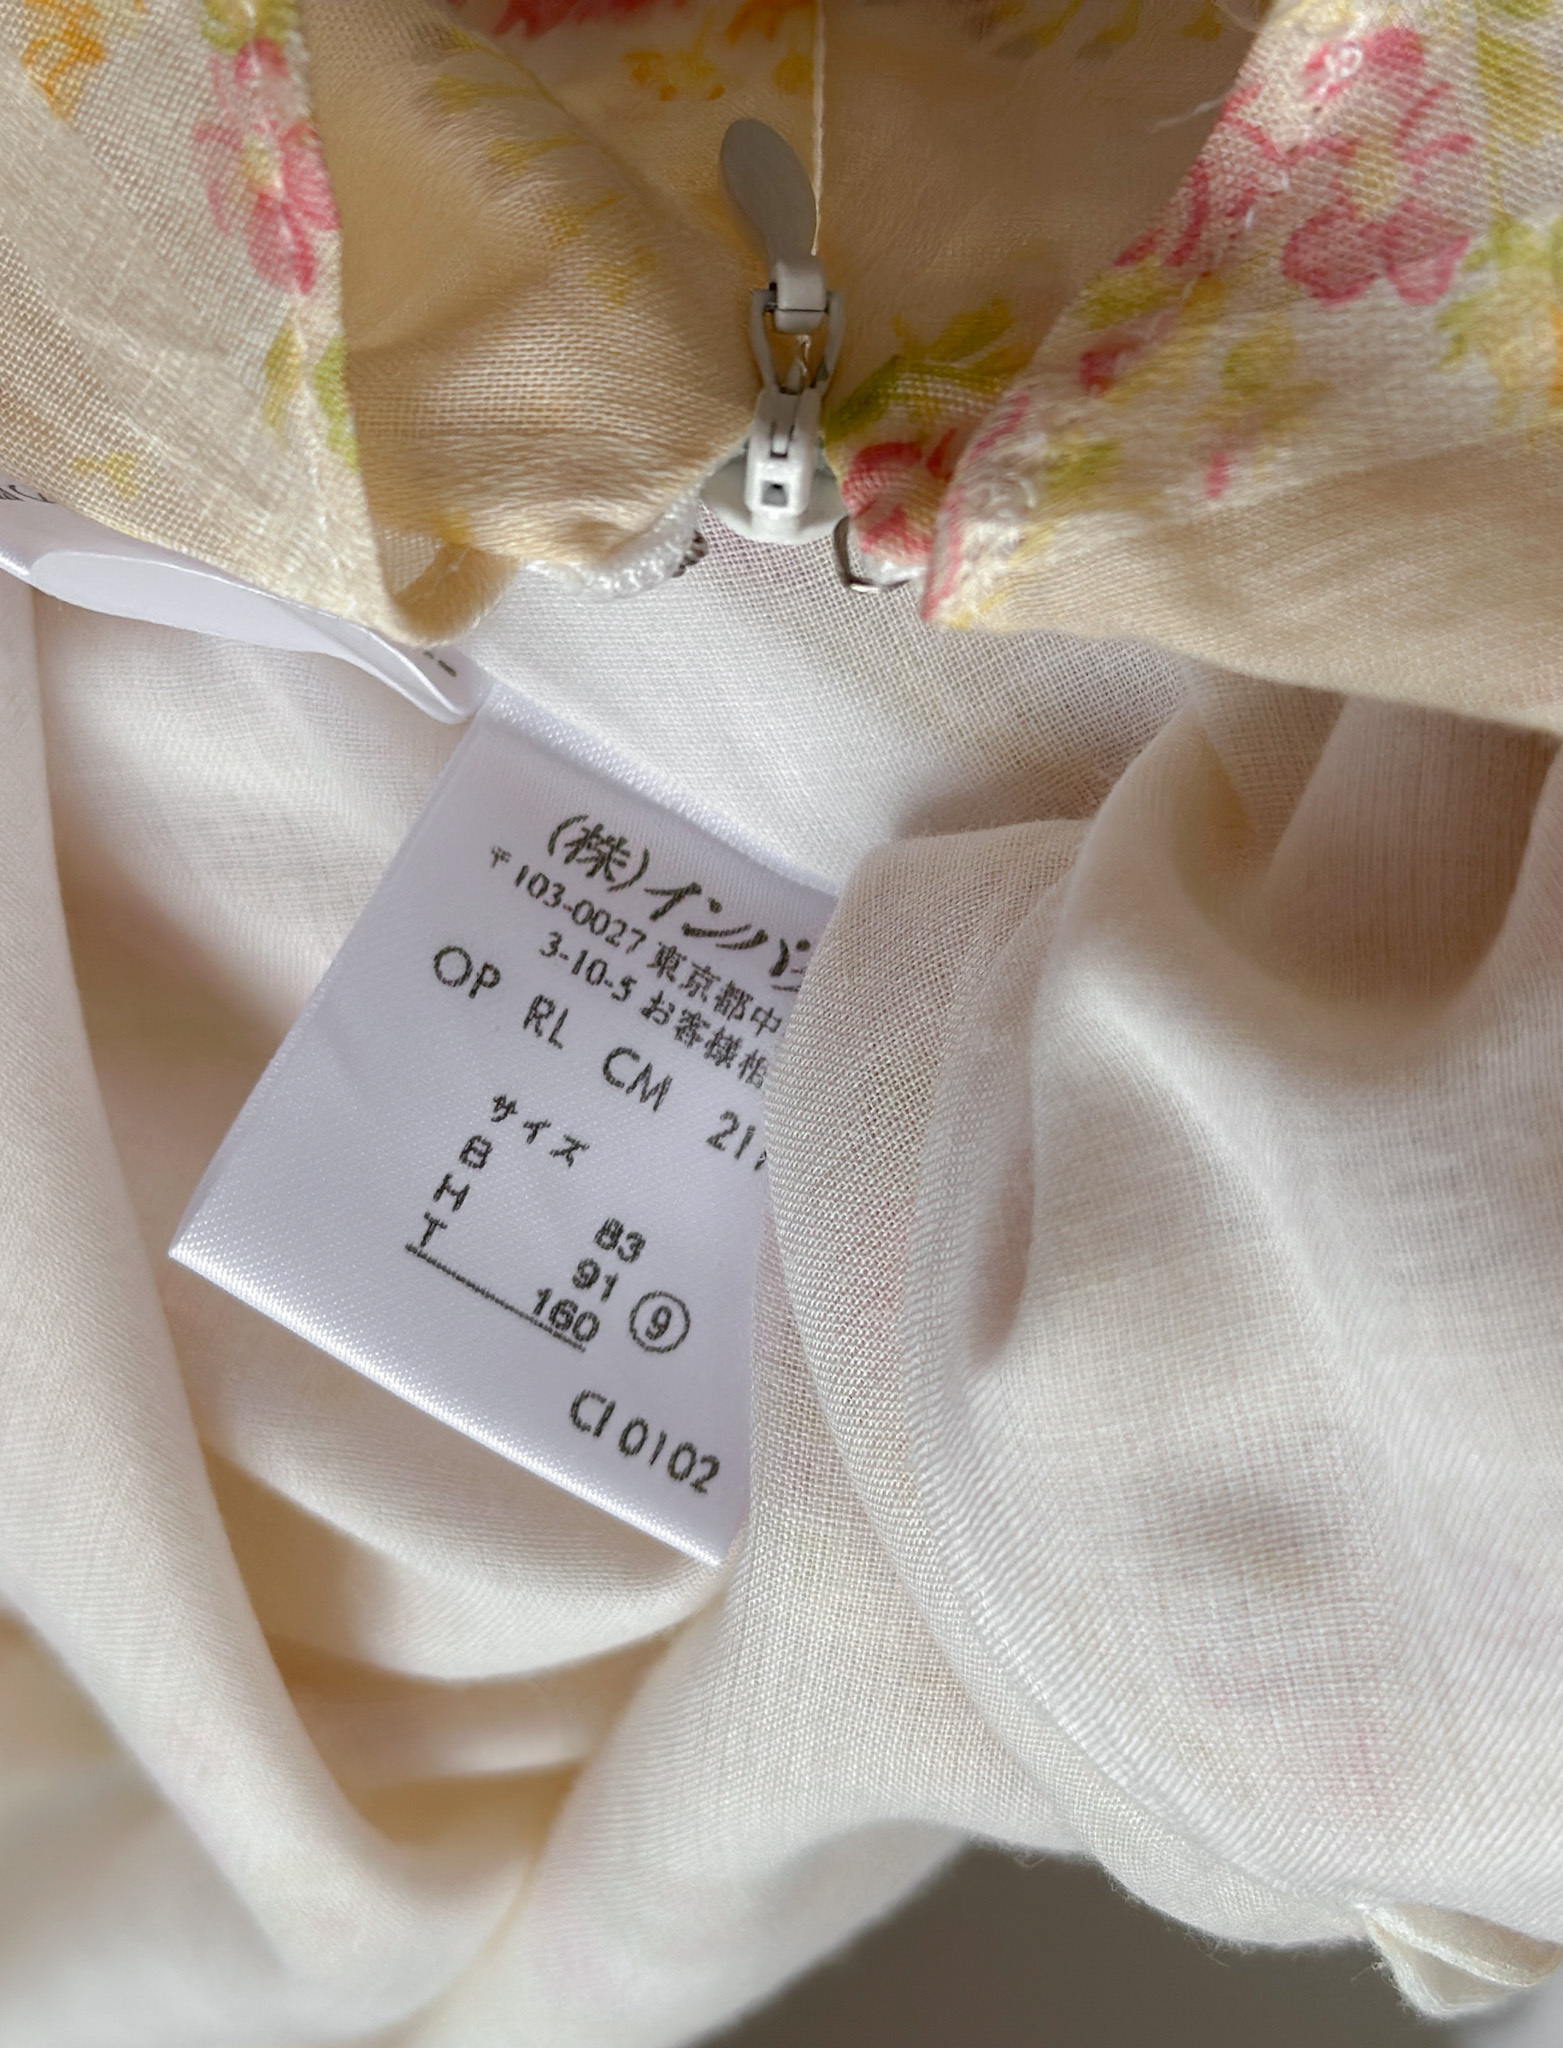 (株)インパ
〒103-0027 東京都中
3-10-5 お客様相
OP RL CM 21
サイズ
B 83
H 91
T 160 ⑨
CI 0102